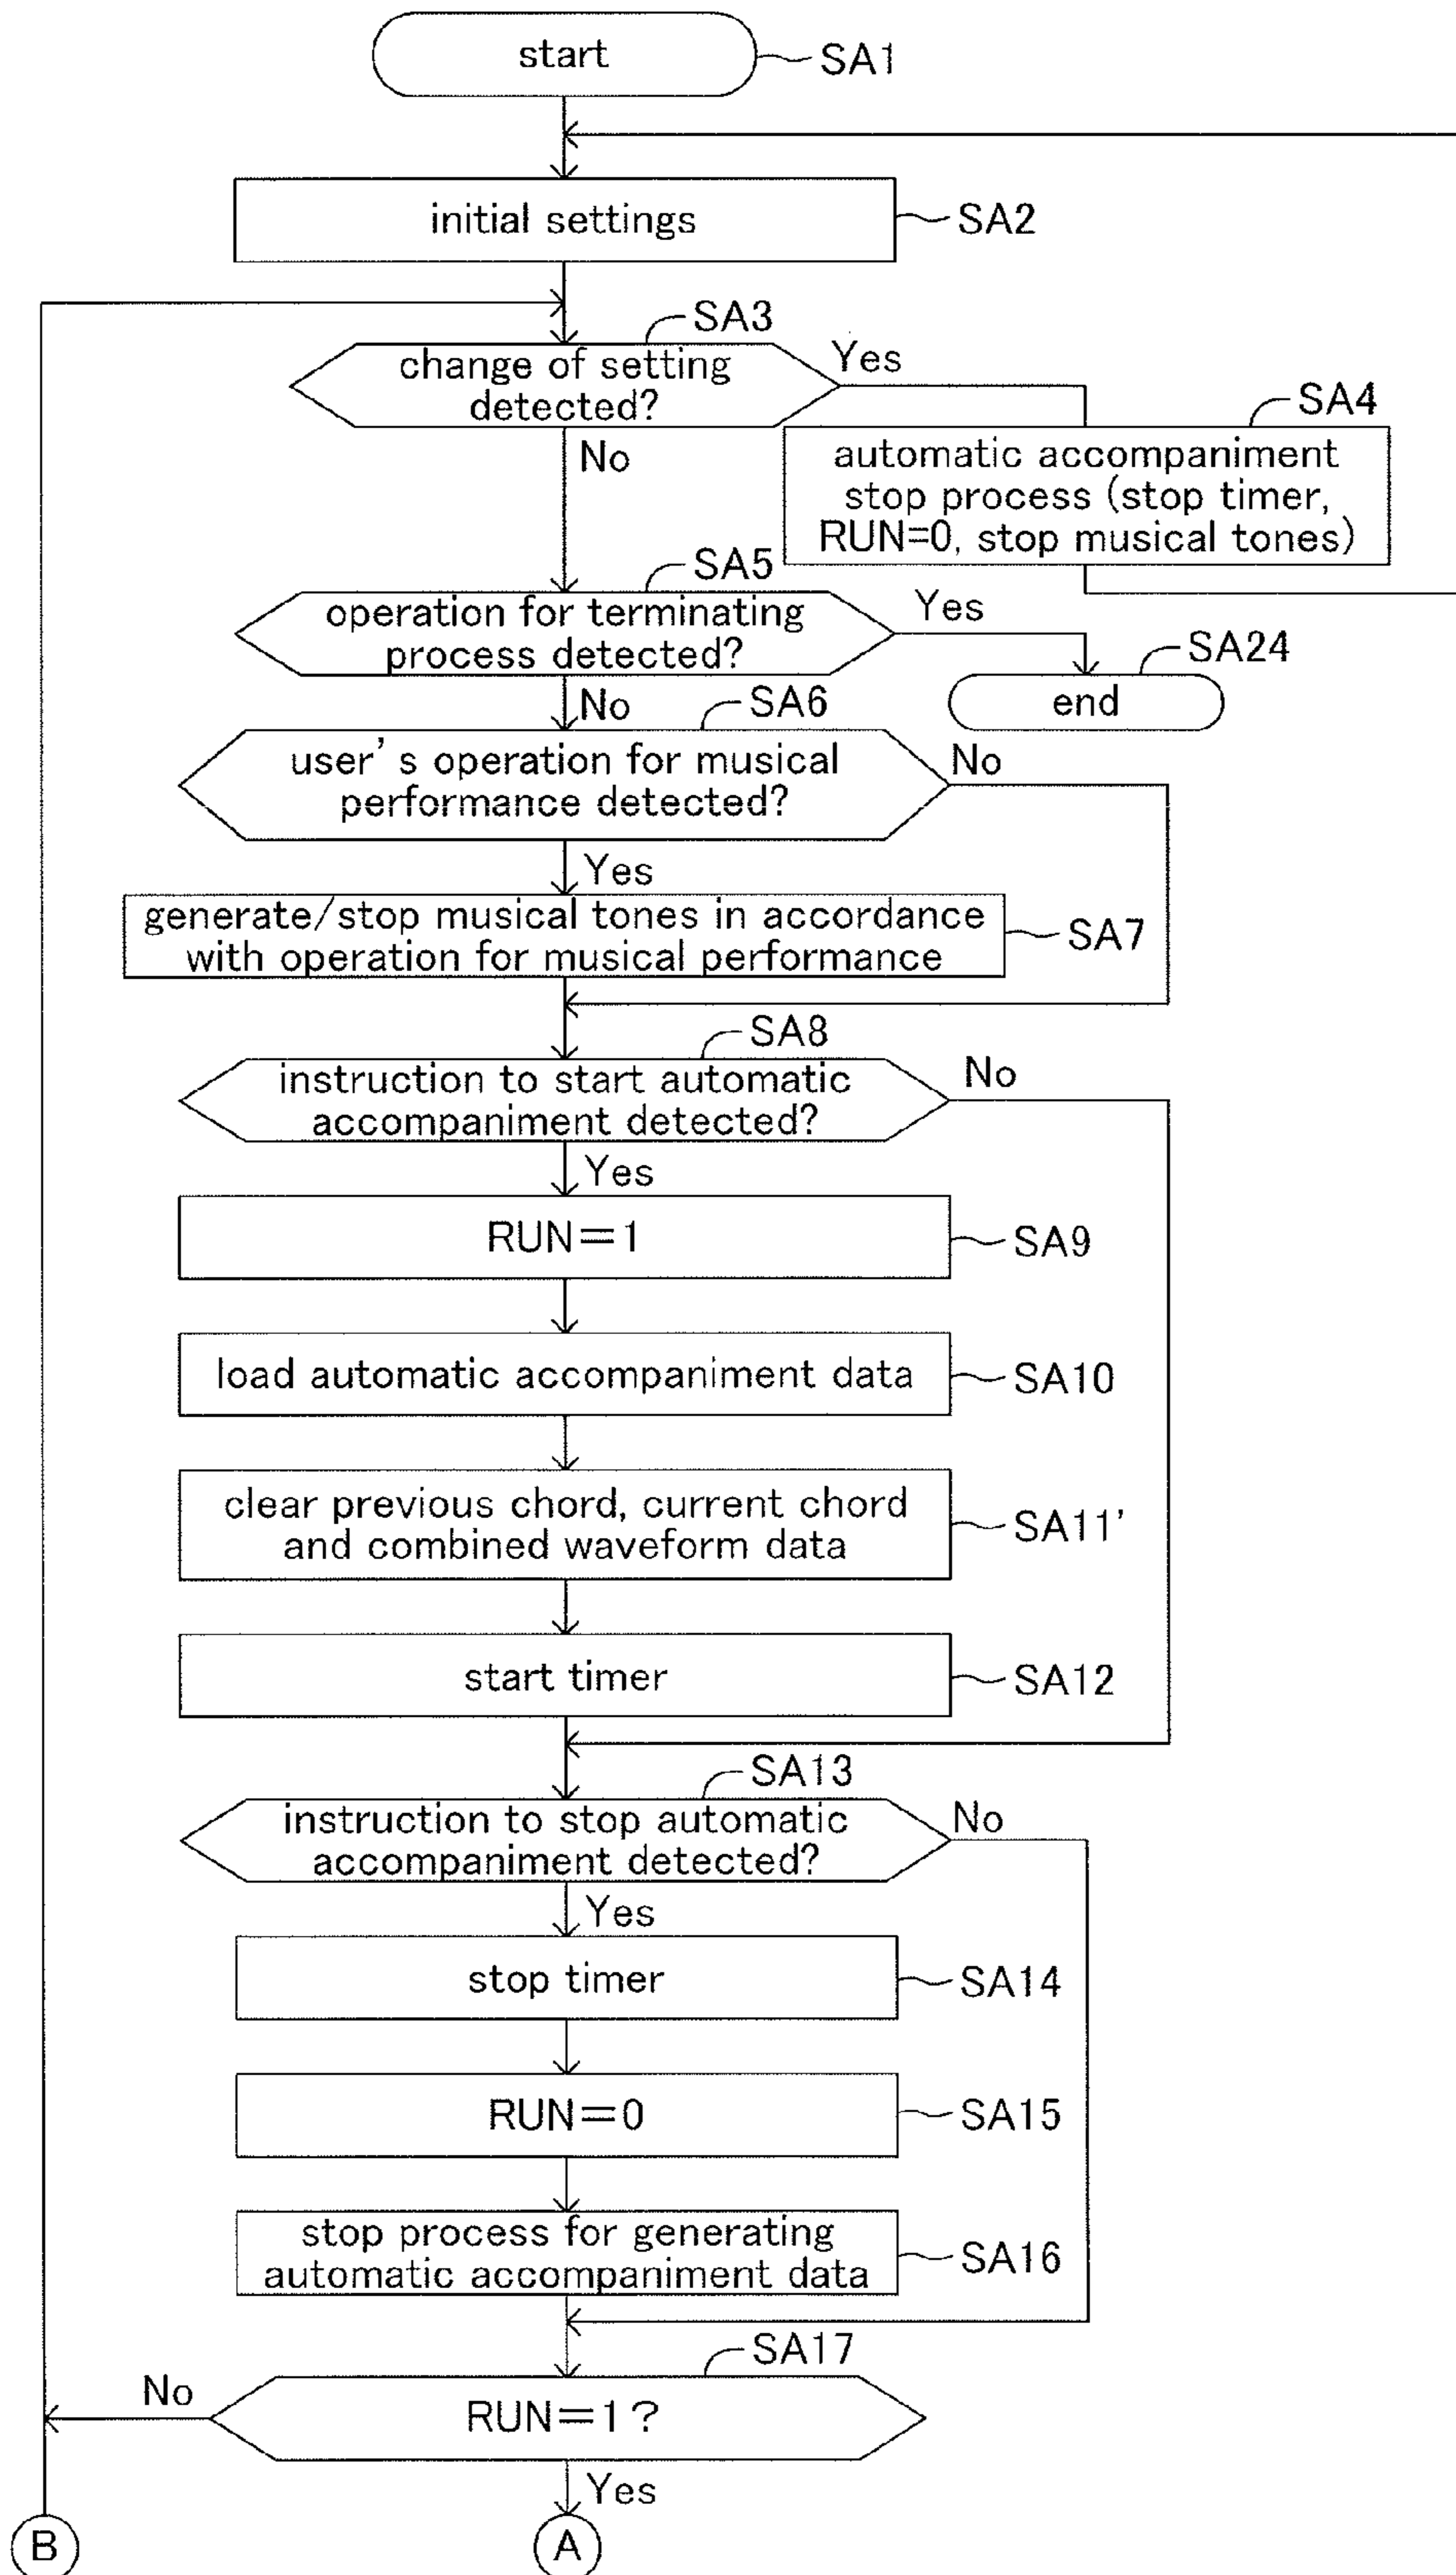 start
SA1
initial settings
SA2
SA3
change of setting
detected?
Yes
No
SA4
automatic accompaniment
stop process (stop timer,
RUN=0, stop musical tones)
SA5
operation for terminating
process detected?
Yes
SA24
end
No
SA6
user's operation for musical
performance detected?
No
Yes
generate/stop musical tones in accordance
with operation for musical performance
SA7
SA8
instruction to start automatic
accompaniment detected?
No
Yes
RUN=1
SA9
load automatic accompaniment data
SA10
clear previous chord, current chord
and combined waveform data
SA11'
start timer
SA12
SA13
instruction to stop automatic
accompaniment detected?
No
Yes
stop timer
SA14
RUN=0
SA15
stop process for generating
automatic accompaniment data
SA16
SA17
RUN=1?
No
Yes
B
A